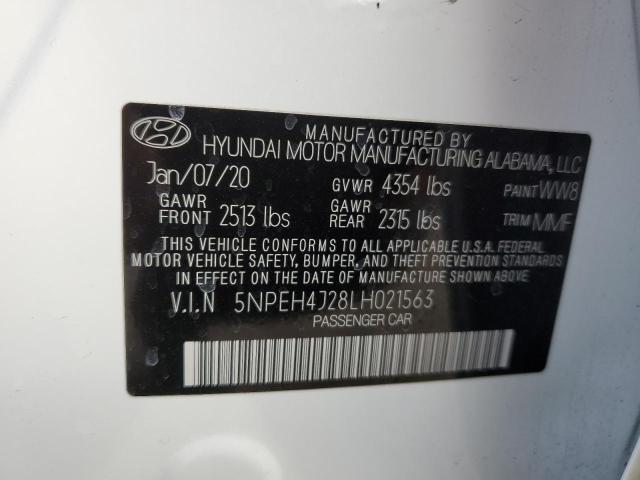 MANUFACTURED BY
HYUNDAI MOTOR MANUFACTURING ALABAMA, LLC
Jan/07/20 GVWR 4354 lbs PAINT WW8
GAWR FRONT 2513 lbs GAWR REAR 2315 lbs TRIM MMF
THIS VEHICLE CONFORMS TO ALL APPLICABLE U.S.A. FEDERAL
MOTOR VEHICLE SAFETY, BUMPER, AND THEFT PREVENTION STANDARDS
IN EFFECT ON THE DATE OF MANUFACTURE SHOWN ABOVE.
V.I.N 5NPEH4J28LH021563
PASSENGER CAR